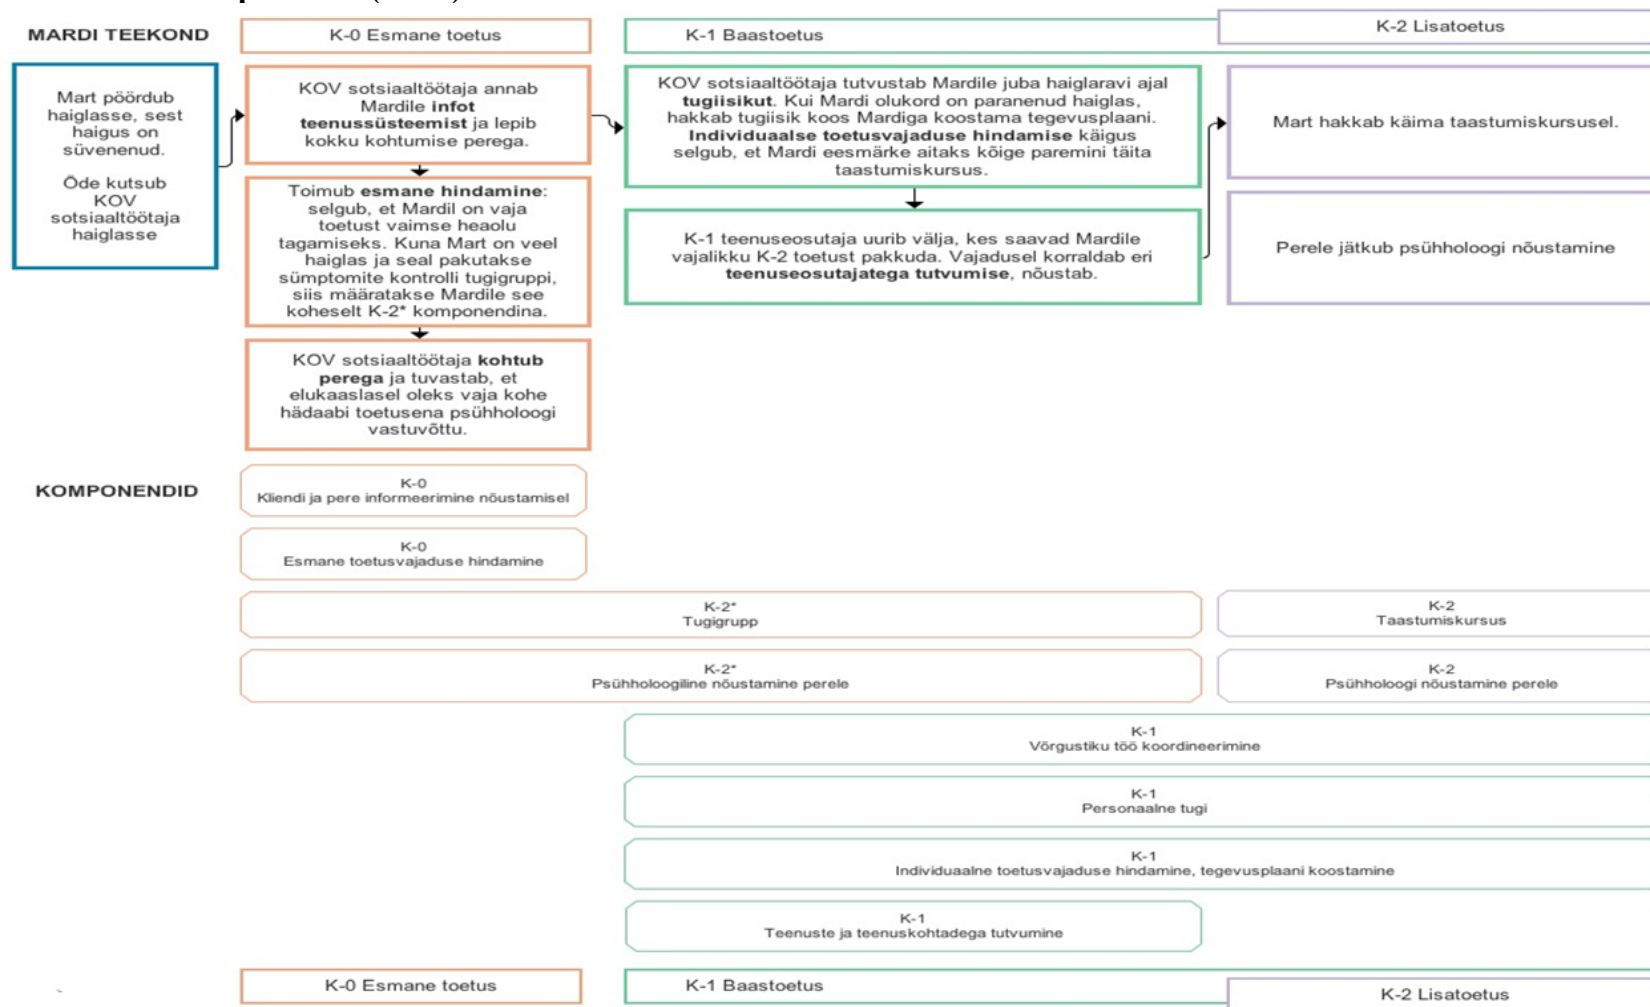 MARDI TEEKOND
K-0 Esmane toetus
K-1 Baastoetus
K-2 Lisatoetus
Mart pöördub
haiglasse, sest
haigus on
süvenenud.
Õde kutsub
KOV
sotsiaaltöötaja
haiglasse
KOV sotsiaaltöötaja annab
Mardile infot
teenussüsteemist ja lepib
kokku kohtumise perega.
Toimub esmane hindamine:
selgub, et Mardil on vaja
toetust vaimse heaolu
tagamiseks. Kuna Mart on veel
haiglas ja seal pakutakse
sümptomite kontrolli tugigruppi,
siis määratakse Mardile see
koheselt K-2* komponendina.
KOV sotsiaaltöötaja kohtub
perega ja tuvastab, et
elukaaslasel oleks vaja kohe
hädaabi toetusena psühholoogi
vastuvõttu.
KOV sotsiaaltöötaja tutvustab Mardile juba haiglaravi ajal
tugiisikut. Kui Mardi olukord on paranenud haiglas,
hakkab tugiisik koos Mardiga koostama tegevusplaani.
Individuaalse toetusvajaduse hindamise käigus
selgub, et Mardi eesmärke aitaks kõige paremini täita
taastumiskursus.
K-1 teenuseosutaja uurib välja, kes saavad Mardile
vajalikku K-2 toetust pakkuda. Vajadusel korraldab eri
teenuseosutajatega tutvumise, nõustab.
Mart hakkab käima taastumiskursusel.
Perele jätkub psühholoogi nõustamine
KOMPONENDID
K-0
Kliendi ja pere informeerimine nõustamisel
K-0
Esmane toetusvajaduse hindamine
K-2*
Tugigrupp
K-2
Taastumiskursus
K-2*
Psühholoogiline nõustamine perele
K-2
Psühholoogi nõustamine perele
K-1
Võrgustiku töö koordineerimine
K-1
Personaalne tugi
K-1
Individuaalne toetusvajaduse hindamine, tegevusplaani koostamine
K-1
Teenuste ja teenuskohtadega tutvumine
K-0 Esmane toetus
K-1 Baastoetus
K-2 Lisatoetus